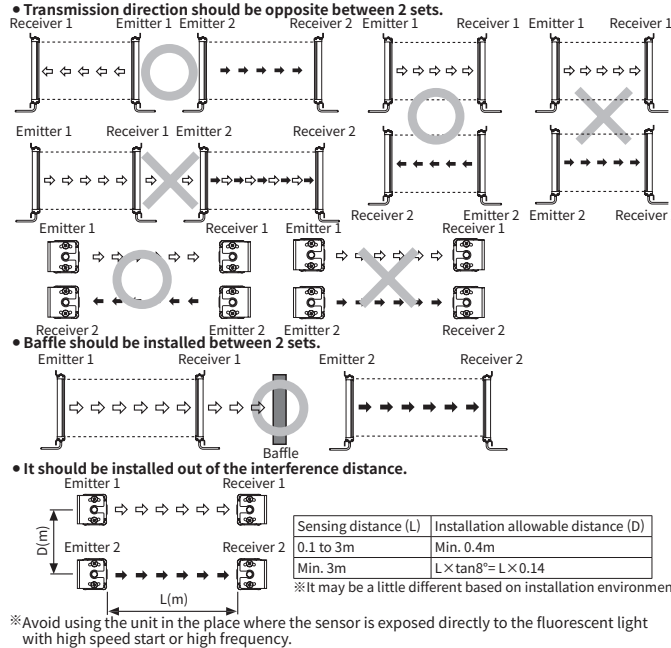 • Transmission direction should be opposite between 2 sets.
Receiver 1 Emitter 1 Emitter 2 Receiver 2 Emitter 1 Receiver 1 Emitter 1 Receiver 1
Emitter 1 Receiver 1 Emitter 2 Receiver 2
Receiver 2 Emitter 2 Emitter 2 Receiver
Emitter 1 Receiver 1 Emitter 1 Receiver 1
Receiver 2 Emitter 2 Emitter 2 Receiver 2
• Baffle should be installed between 2 sets.
Emitter 1 Receiver 1 Emitter 2 Receiver 2
Baffle
• It should be installed out of the interference distance.
Emitter 1 Receiver 1
D(m)
Emitter 2 Receiver 2
L(m)
Sensing distance (L) Installation allowable distance (D)
0.1 to 3m Min. 0.4m
Min. 3m L×tan8°= L×0.14
※It may be a little different based on installation environmen
※Avoid using the unit in the place where the sensor is exposed directly to the fluorescent light
with high speed start or high frequency.